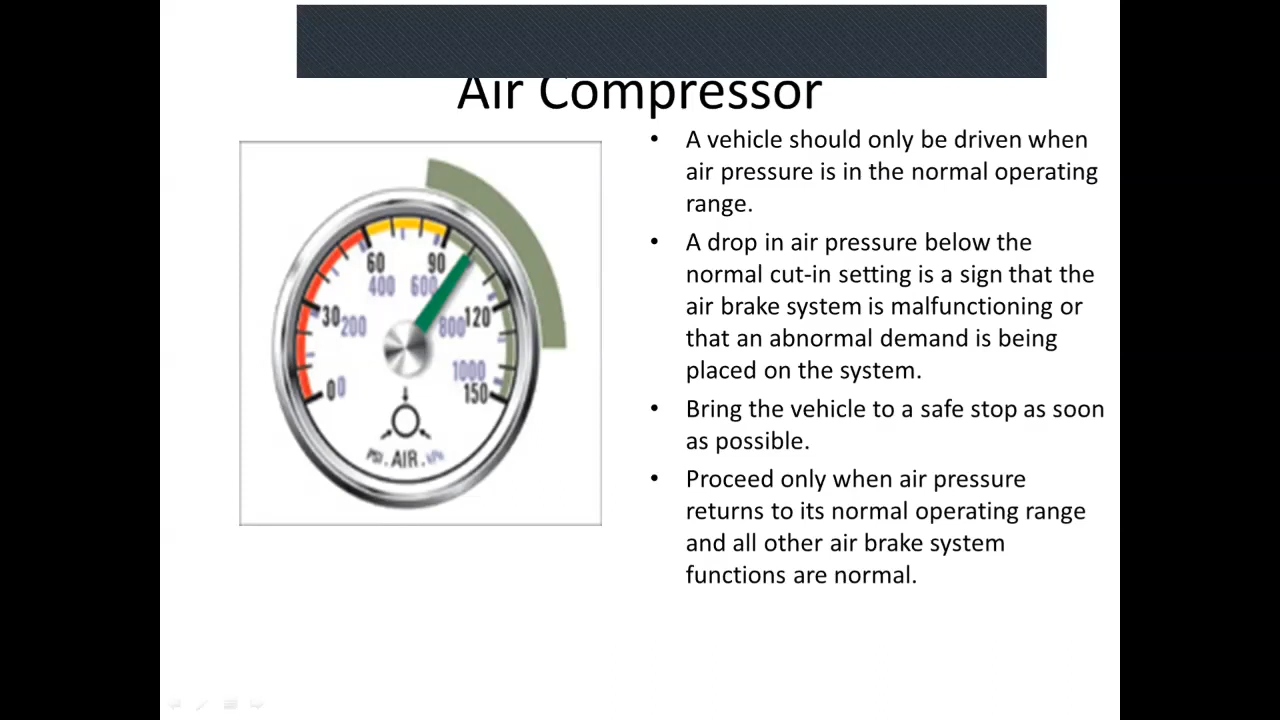 Air Compressor
• A vehicle should only be driven when
air pressure is in the normal operating
range.
• A drop in air pressure below the
normal cut-in setting is a sign that the
air brake system is malfunctioning or
that an abnormal demand is being
placed on the system.
• Bring the vehicle to a safe stop as soon
as possible.
• Proceed only when air pressure
returns to its normal operating range
and all other air brake system
functions are normal.
60 90
400 600
30 200 800 120
1000
0 0 150
PSI . AIR . kPa